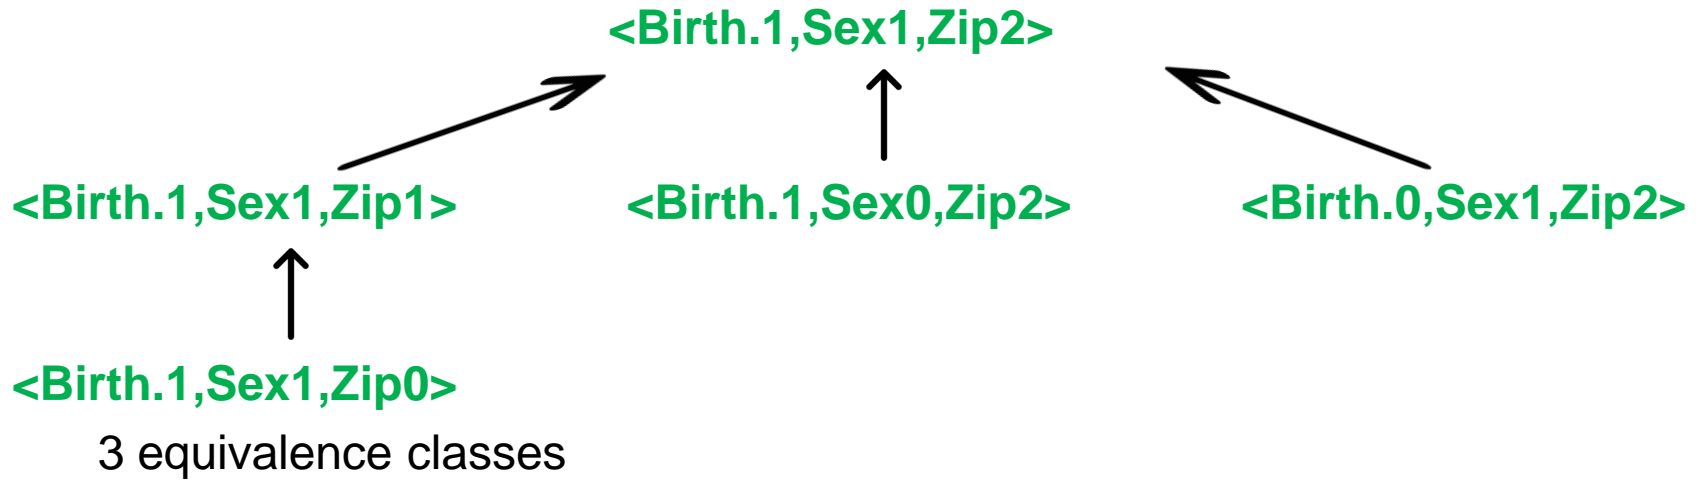 <Birth.1,Sex1,Zip2>
<Birth.1,Sex1,Zip1> <Birth.1,Sex0,Zip2> <Birth.0,Sex1,Zip2>
<Birth.1,Sex1,Zip0>
3 equivalence classes